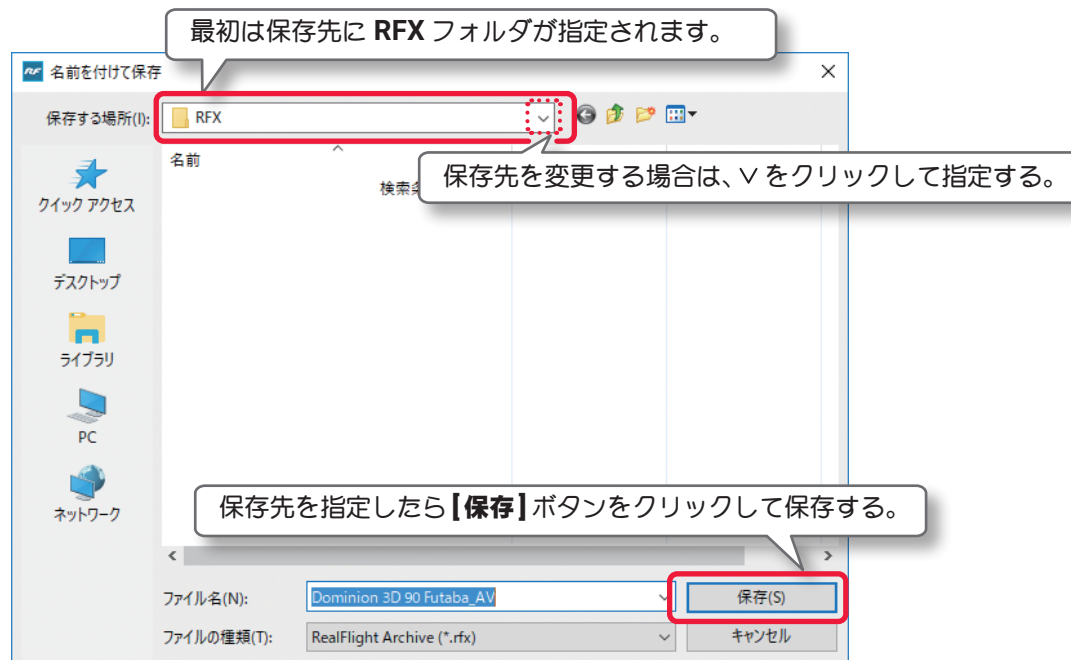 最初は保存先に RFX フォルダが指定されます。
RF 名前を付けて保存
保存する場所(I):
RFX
保存先を変更する場合は、∨をクリックして指定する。
名前
検索
クイック アクセス
デスクトップ
ライブラリ
PC
ネットワーク
保存先を指定したら【保存】ボタンをクリックして保存する。
ファイル名(N):
Dominion 3D 90 Futaba_AV
保存(S)
ファイルの種類(T):
RealFlight Archive (*.rfx)
キャンセル